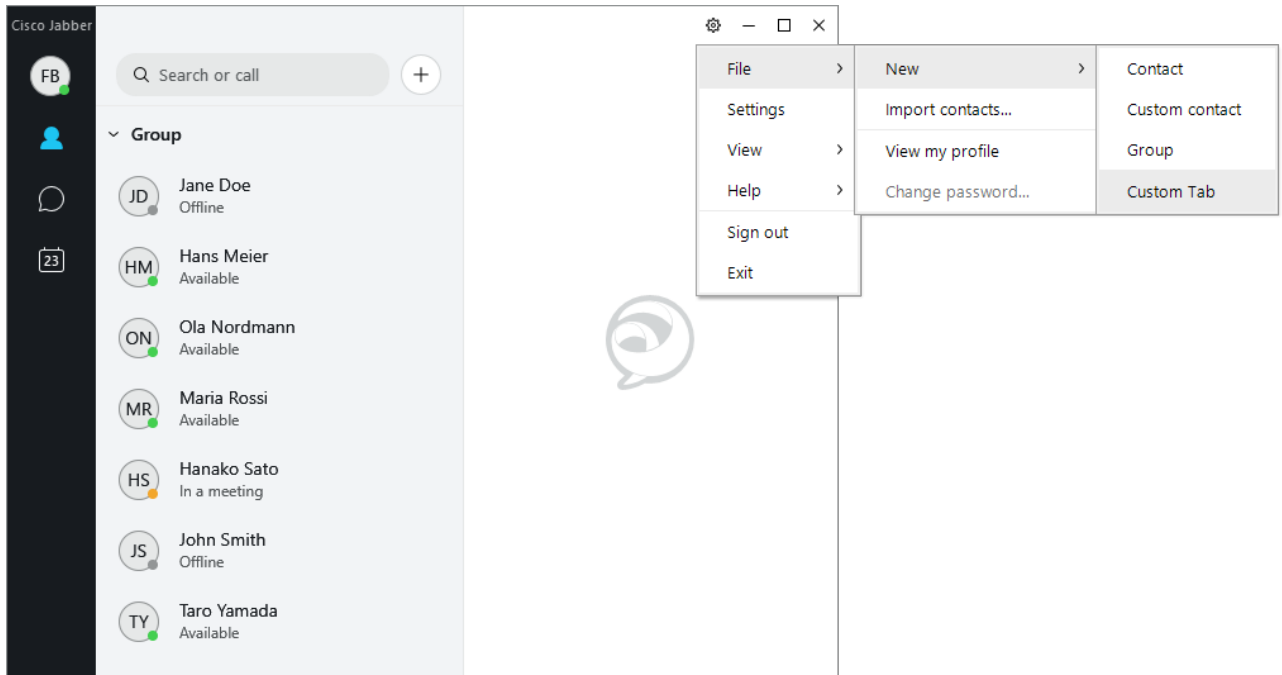 Cisco Jabber
FB
23
Search or call
Group
JD
Jane Doe
Offline
HM
Hans Meier
Available
ON
Ola Nordmann
Available
MR
Maria Rossi
Available
HS
Hanako Sato
In a meeting
JS
John Smith
Offline
TY
Taro Yamada
Available
File
Settings
View
Help
Sign out
Exit
New
Import contacts...
View my profile
Change password...
Contact
Custom contact
Group
Custom Tab